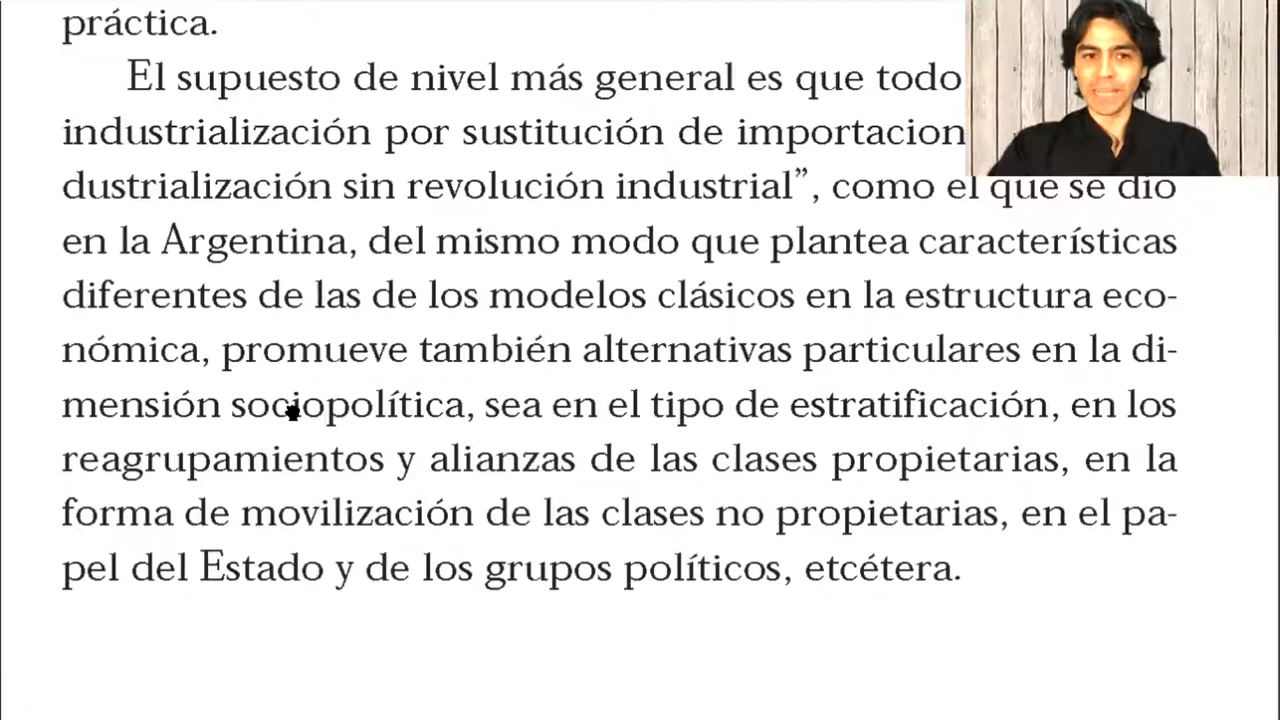 práctica.
El supuesto de nivel más general es que todo
industrialización por sustitución de importacion
dustrialización sin revolución industrial”, como el que se dio
en la Argentina, del mismo modo que plantea características
diferentes de las de los modelos clásicos en la estructura eco-
nómica, promueve también alternativas particulares en la di-
mensión sociopolítica, sea en el tipo de estratificación, en los
reagrupamientos y alianzas de las clases propietarias, en la
forma de movilización de las clases no propietarias, en el pa-
pel del Estado y de los grupos políticos, etcétera.